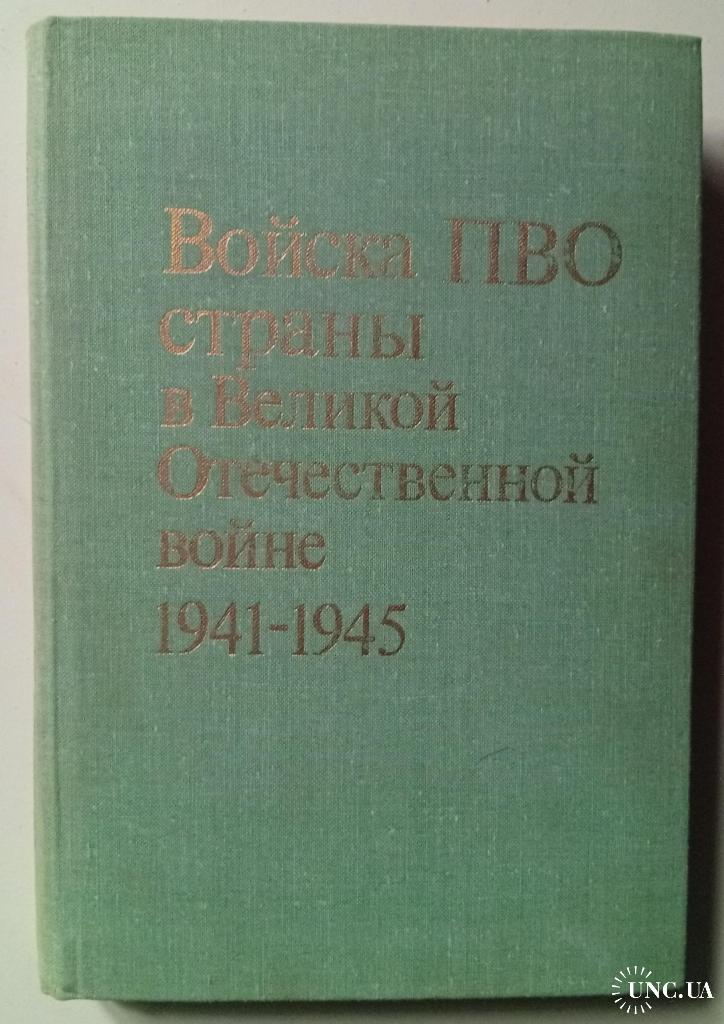 Войска ПВО
страны
в Великой
Отечественной
войне
1941-1945
UNC.UA